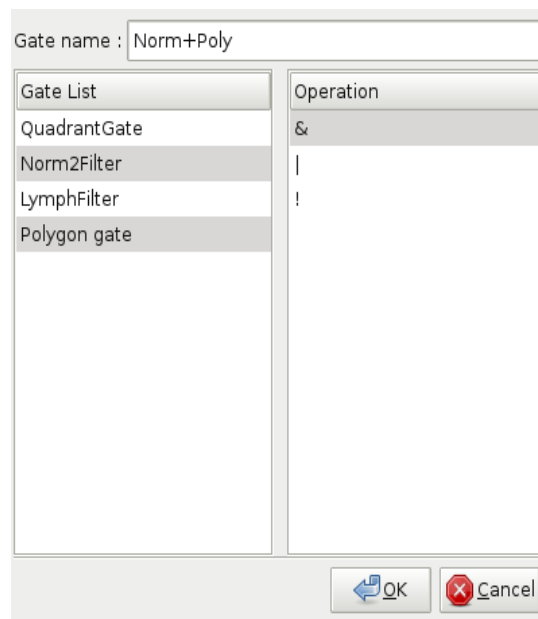 Gate name : Norm+Poly
Gate List
QuadrantGate
Norm2Filter
LymphFilter
Polygon gate
Operation
&
|
!
OK
Cancel